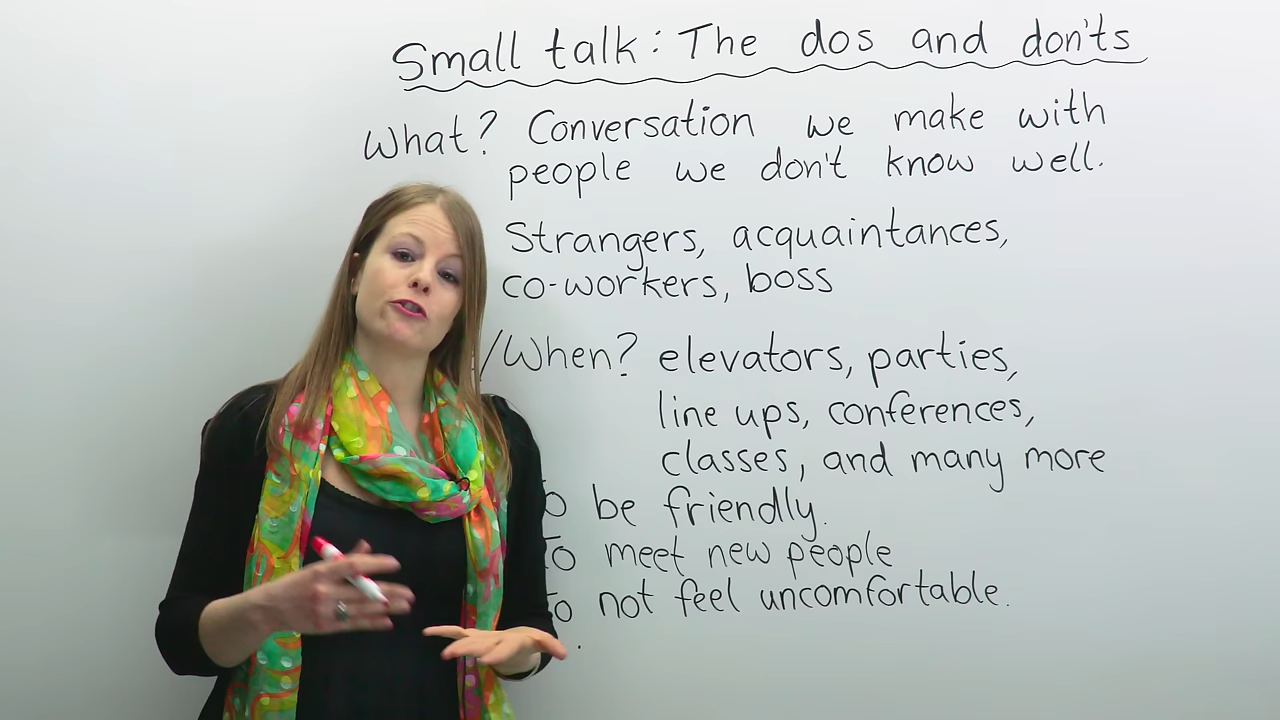 Small talk: The dos and don'ts
What? Conversation we make with
people we don't know well.
Strangers, acquaintances,
co-workers, boss
/When? elevators, parties,
line ups, conferences,
classes, and many more
o be friendly.
To meet new people
o not feel uncomfortable.